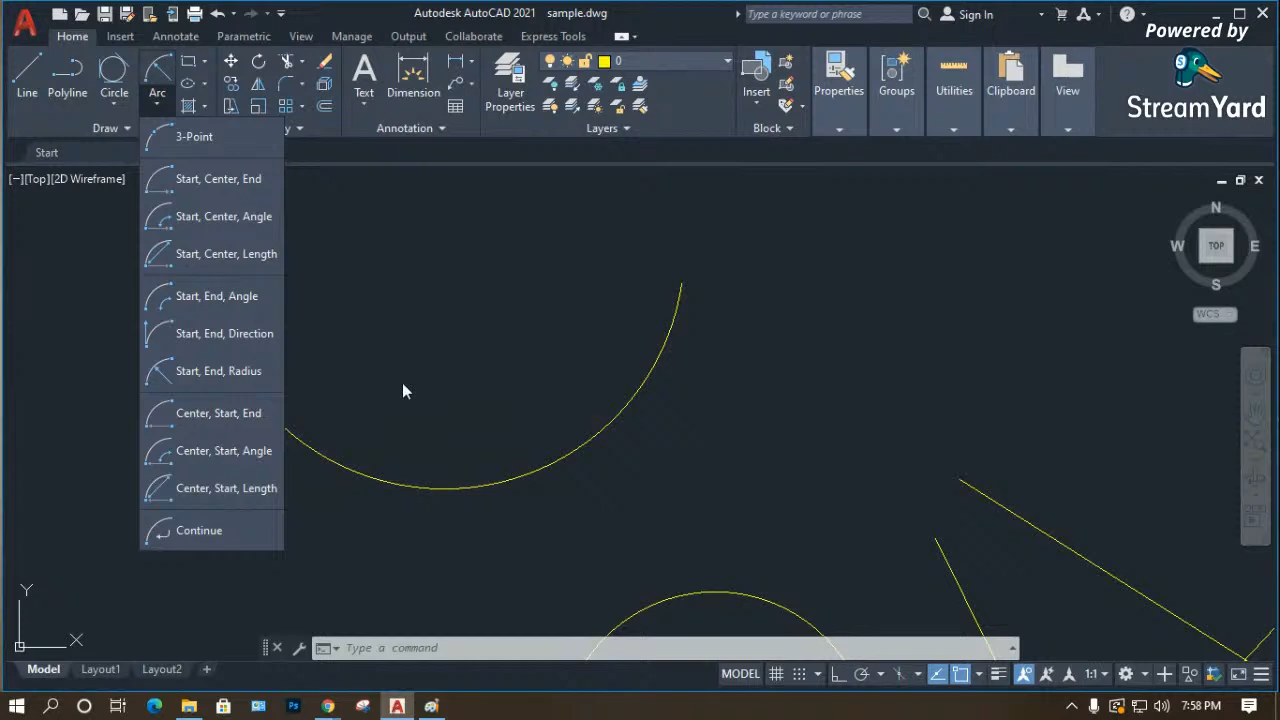 Autodesk AutoCAD 2021 sample.dwg
Type a keyword or phrase
Sign In
Powered by
StreamYard
Home Insert Annotate Parametric View Manage Output Collaborate Express Tools
Line Polyline Circle Arc
Text Dimension
Layer
Properties
0
Insert
Properties Groups Utilities Clipboard View
Draw
Annotation
Layers
Block
Start
[−][Top][2D Wireframe]
3-Point
Start, Center, End
Start, Center, Angle
Start, Center, Length
Start, End, Angle
Start, End, Direction
Start, End, Radius
Center, Start, End
Center, Start, Angle
Center, Start, Length
Continue
N
W TOP E
S
WCS
Y
X
Type a command
Model Layout1 Layout2 +
MODEL
1:1
7:58 PM